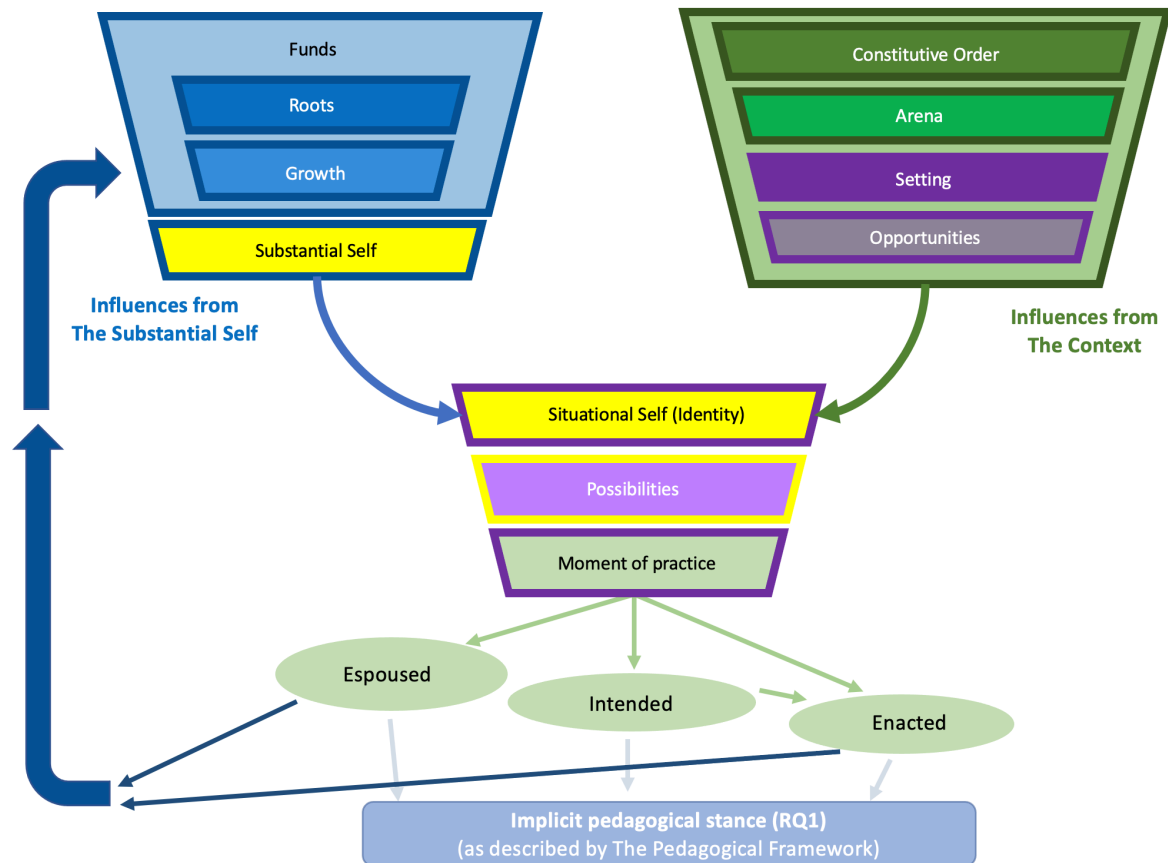 Funds
Roots
Growth
Substantial Self
Influences from
The Substantial Self
Constitutive Order
Arena
Setting
Opportunities
Influences from
The Context
Situational Self (Identity)
Possibilities
Moment of practice
Espoused
Intended
Enacted
Implicit pedagogical stance (RQ1)
(as described by The Pedagogical Framework)